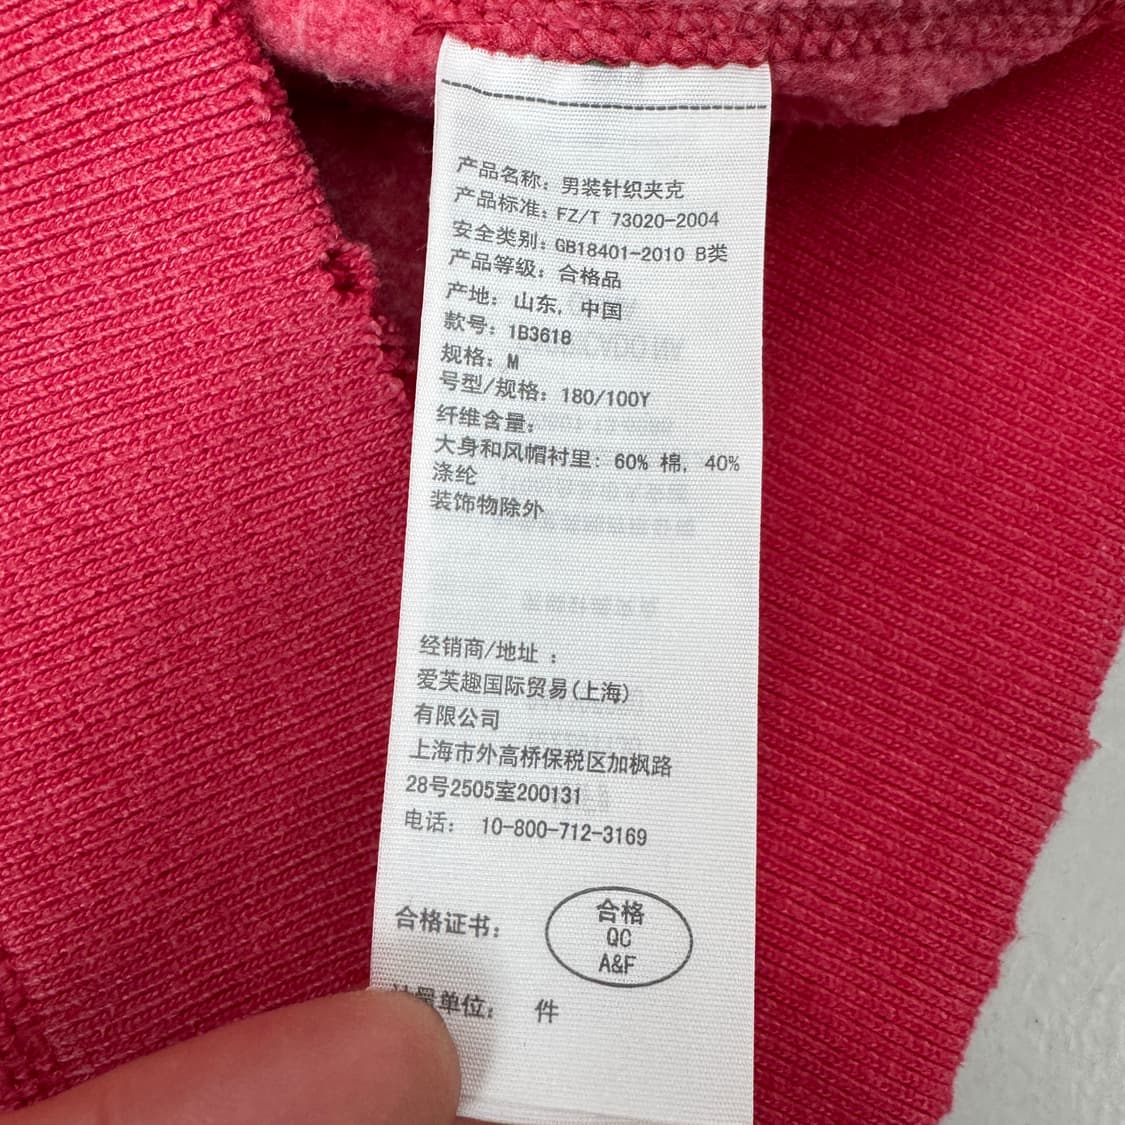 产品名称: 男装针织夹克
产品标准: FZ/T 73020-2004
安全类别: GB18401-2010 B类
产品等级: 合格品
产地: 山东, 中国
款号: 1B3618
规格: M
号型/规格: 180/100Y
纤维含量:
大身和风帽衬里: 60% 棉, 40%
涤纶
装饰物除外
经销商/地址 :
爱芙趣国际贸易(上海)
有限公司
上海市外高桥保税区加枫路
28号2505室200131
电话: 10-800-712-3169
合格证书:
合格
QC
A&F
计量单位: 件